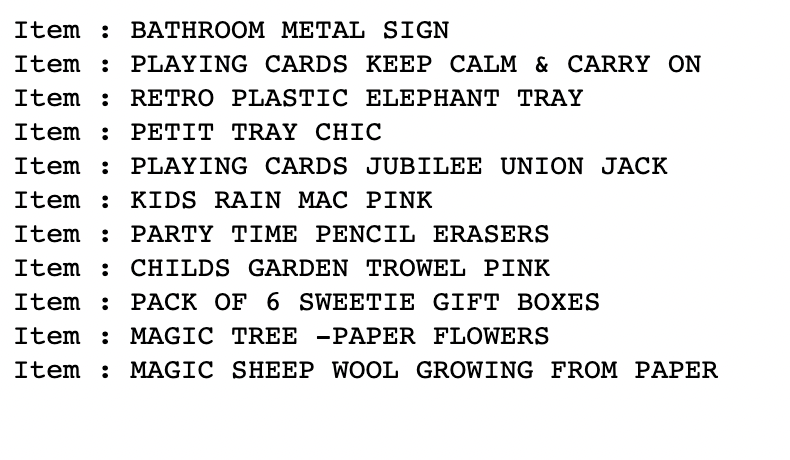 Item : BATHROOM METAL SIGN
Item : PLAYING CARDS KEEP CALM & CARRY ON
Item : RETRO PLASTIC ELEPHANT TRAY
Item : PETIT TRAY CHIC
Item : PLAYING CARDS JUBILEE UNION JACK
Item : KIDS RAIN MAC PINK
Item : PARTY TIME PENCIL ERASERS
Item : CHILDS GARDEN TROWEL PINK
Item : PACK OF 6 SWEETIE GIFT BOXES
Item : MAGIC TREE -PAPER FLOWERS
Item : MAGIC SHEEP WOOL GROWING FROM PAPER